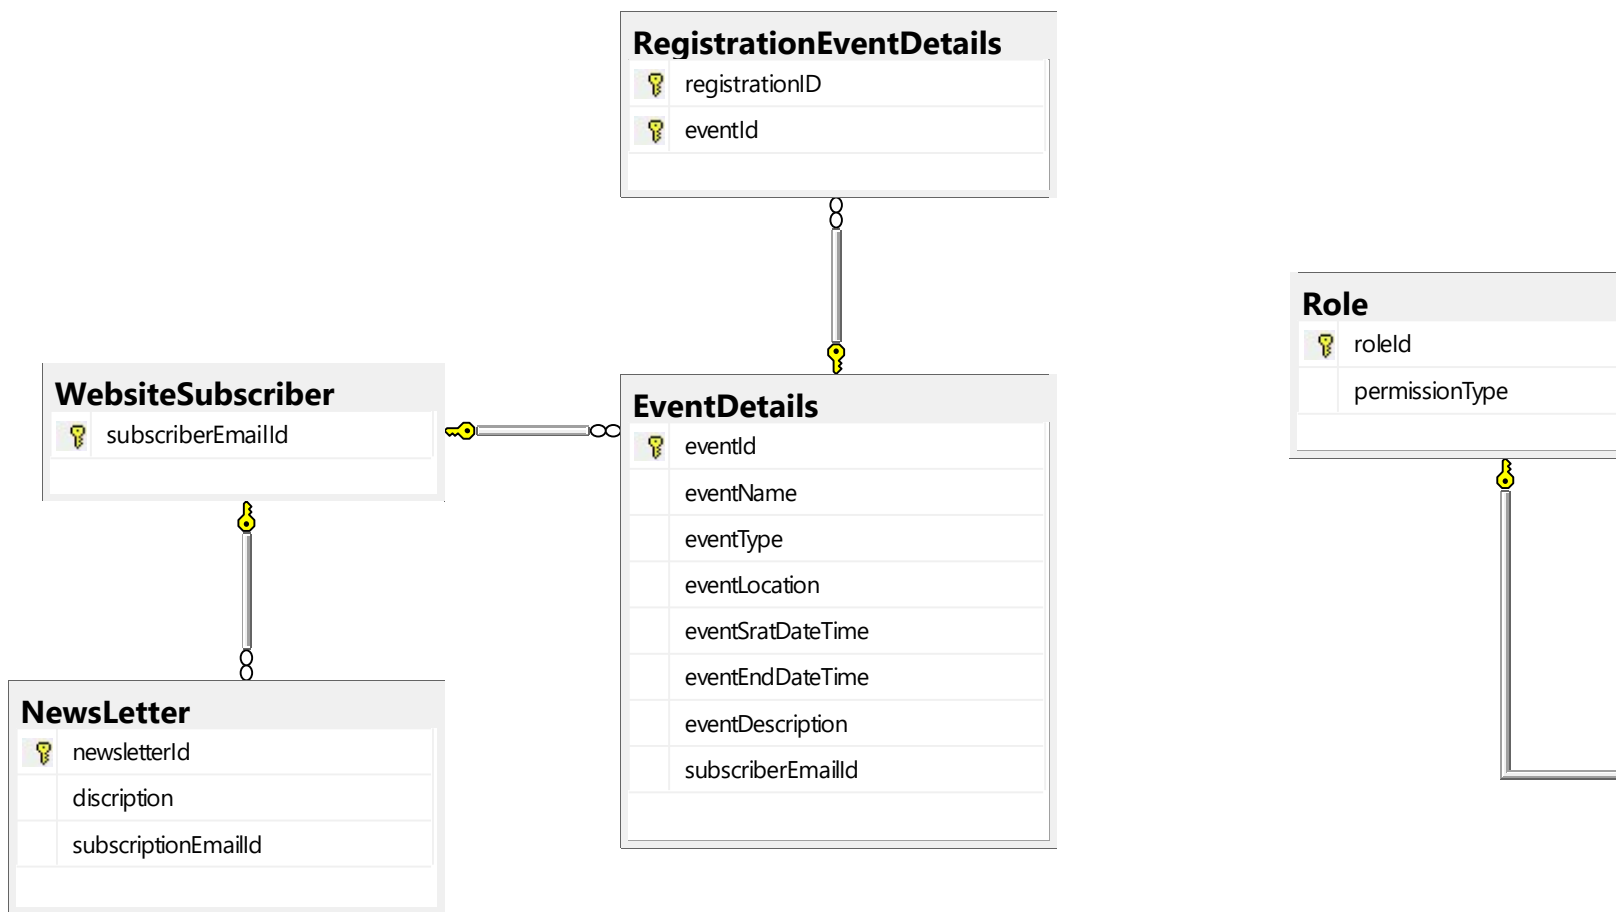 RegistrationEventDetails
registrationID
eventId
Role
roleId
permissionType
WebsiteSubscriber
subscriberEmailId
EventDetails
eventId
eventName
eventType
eventLocation
eventSratDateTime
eventEndDateTime
eventDescription
subscriberEmailId
NewsLetter
newsletterId
discription
subscriptionEmailId